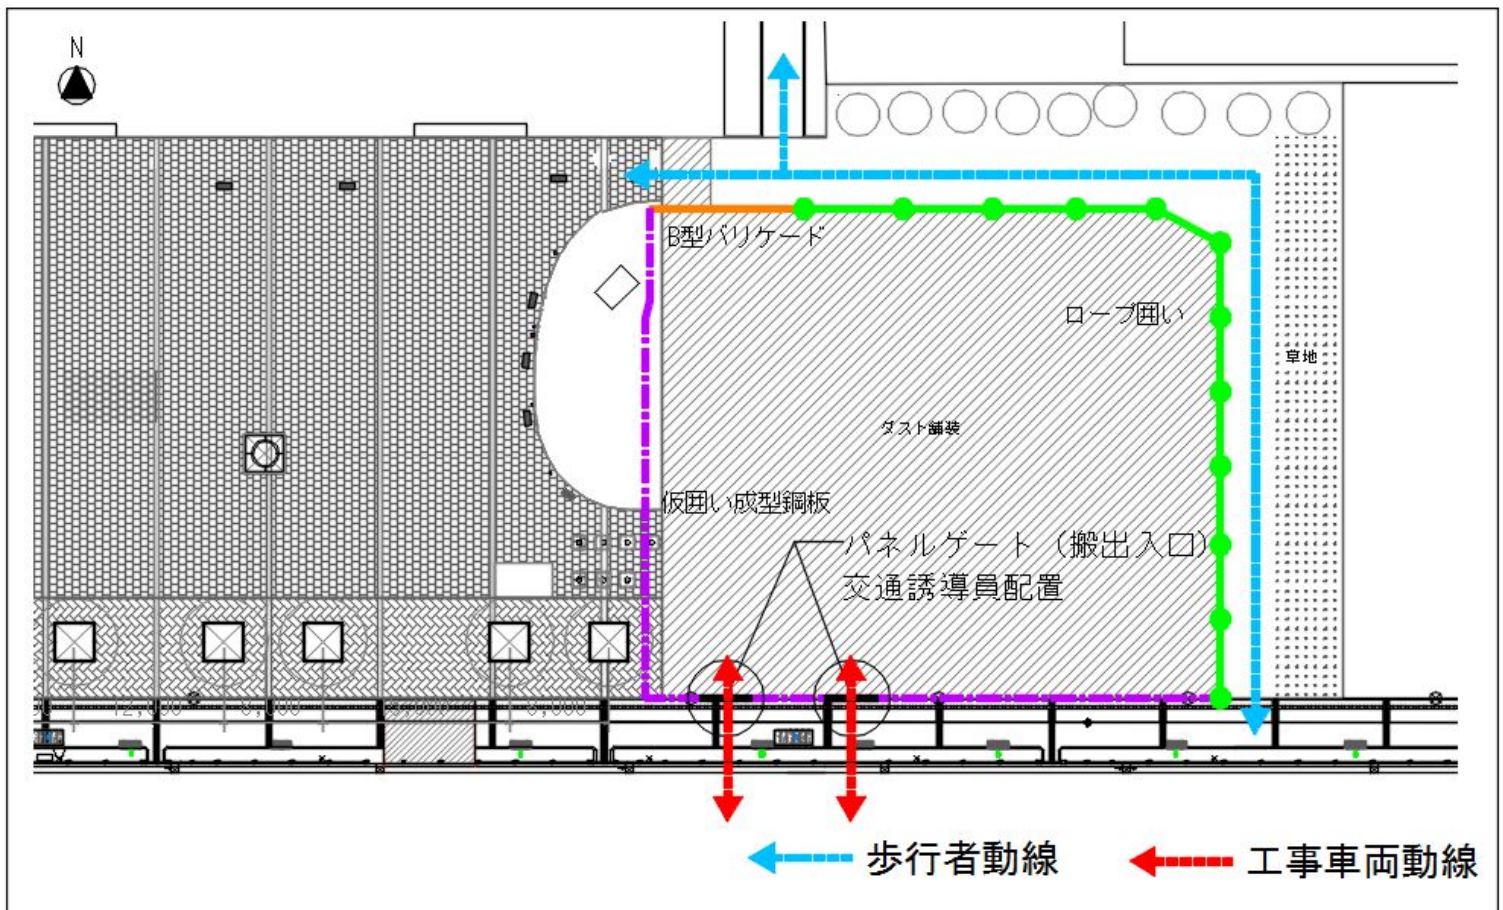 N
B型バリケード
ロープ囲い
草地
ダスト舗装
仮囲い成型鋼板
パネルゲート（搬出入口）
交通誘導員配置
歩行者動線
工事車両動線